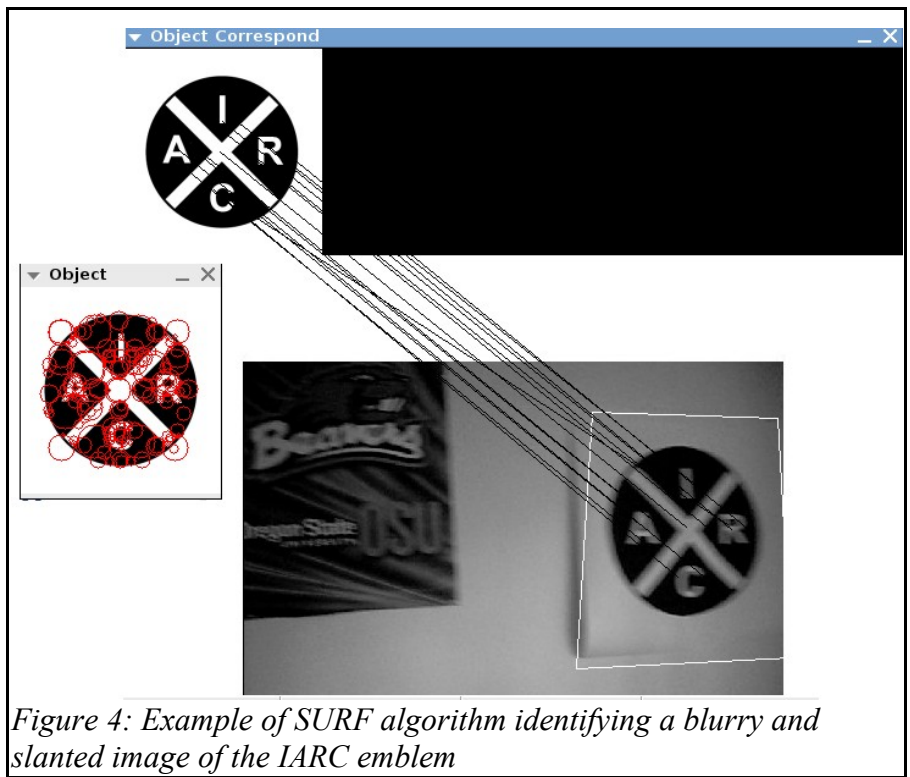 Object Correspond
I
A R
C
Object
I
A R
C
Beavers
Oregon State
UNIVERSITY
OSU
I
A R
C
Figure 4: Example of SURF algorithm identifying a blurry and
slanted image of the IARC emblem